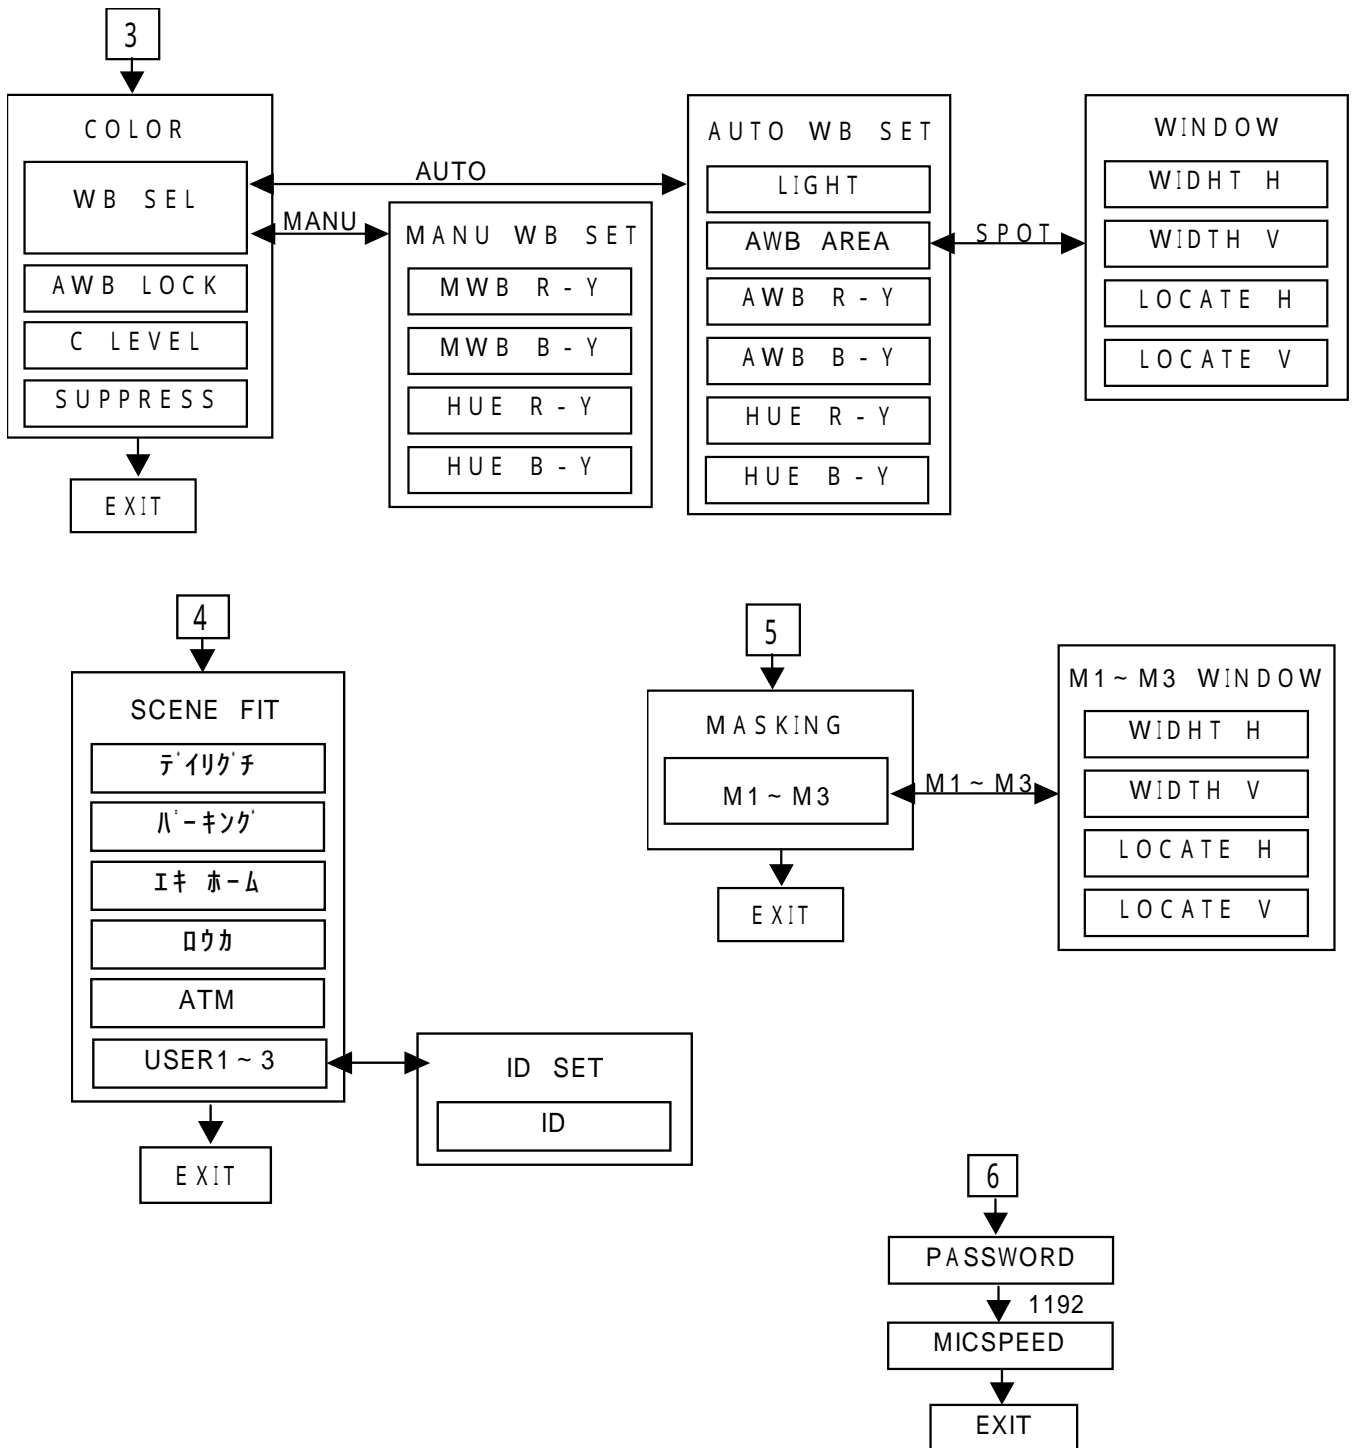 3
COLOR
WB SEL
AWB LOCK
C LEVEL
SUPPRESS
EXIT
AUTO
MANU
MANU WB SET
MWB R-Y
MWB B-Y
HUE R-Y
HUE B-Y
AUTO WB SET
LIGHT
AWB AREA
AWB R-Y
AWB B-Y
HUE R-Y
HUE B-Y
SPOT
WINDOW
WIDHT H
WIDTH V
LOCATE H
LOCATE V
4
SCENE FIT
デイリグチ
パーキング
エキ ホーム
ロウカ
ATM
USER1~3
EXIT
ID SET
ID
5
MASKING
M1~M3
EXIT
M1~M3
M1~M3 WINDOW
WIDHT H
WIDTH V
LOCATE H
LOCATE V
6
PASSWORD
1192
MICSPEED
EXIT